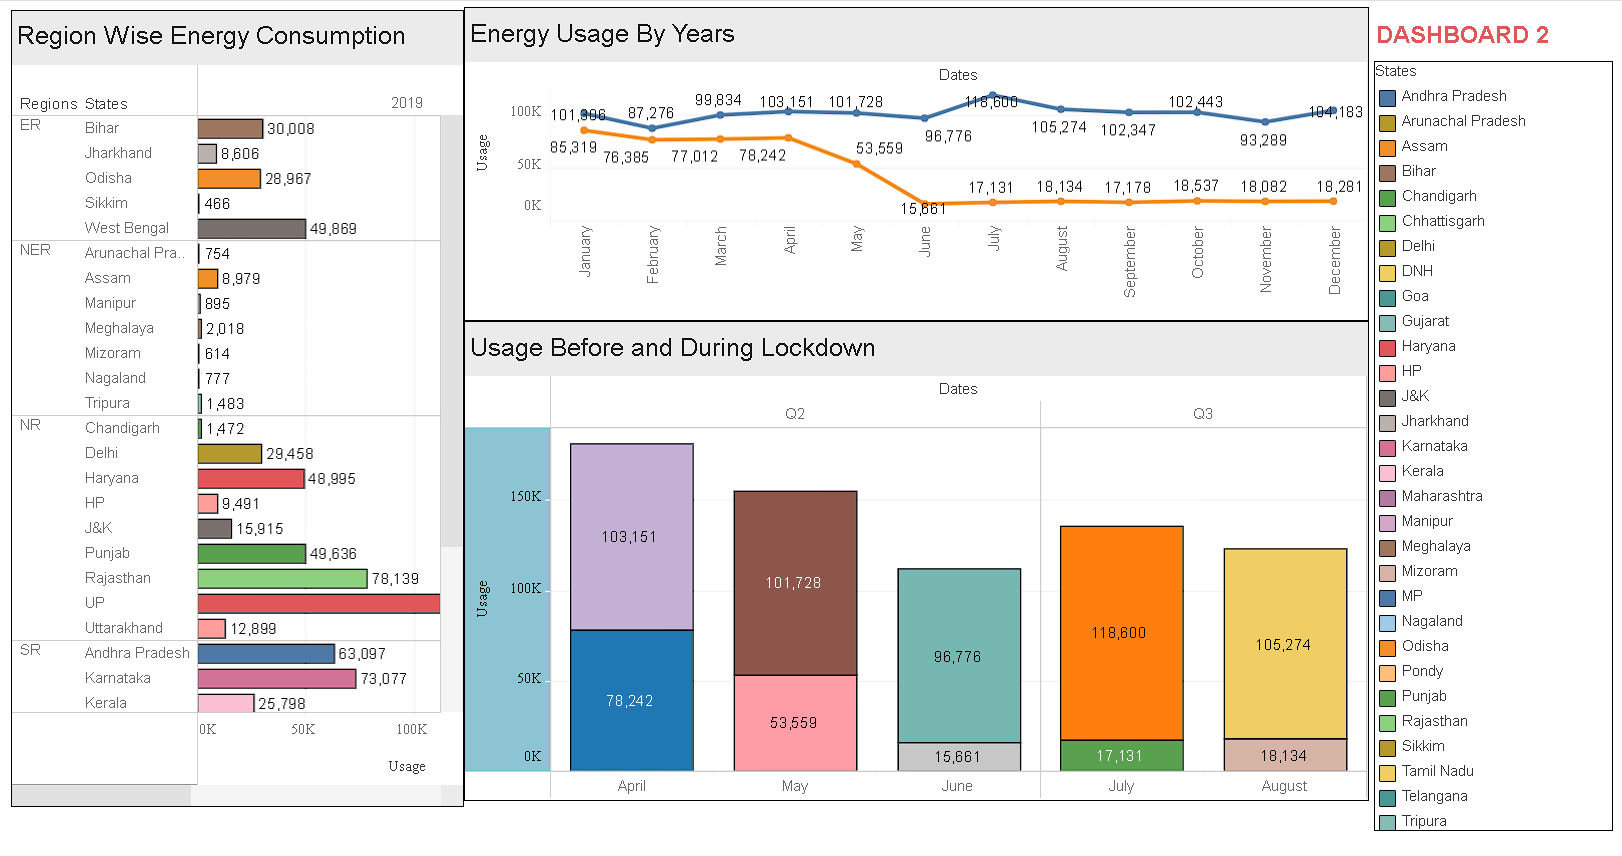 Region Wise Energy Consumption
2019
Regions States
ER
Bihar 30,008
Jharkhand 8,606
Odisha 28,967
Sikkim 466
West Bengal 49,869
NER
Arunachal Pra.. 754
Assam 8,979
Manipur 895
Meghalaya 2,018
Mizoram 614
Nagaland 777
Tripura 1,483
NR
Chandigarh 1,472
Delhi 29,458
Haryana 48,995
HP 9,491
J&K 15,915
Punjab 49,636
Rajasthan 78,139
UP
Uttarakhand 12,899
SR
Andhra Pradesh 63,097
Karnataka 73,077
Kerala 25,798
0K 50K 100K
Usage
Energy Usage By Years
Dates
Usage
100K
50K
0K
101,306 97,276 99,834 103,151 101,728 96,776 118,600 105,274 102,347 102,443 93,289 104,183
85,319 76,385 77,012 78,242 53,559 15,661 17,131 18,134 17,178 18,537 18,082 18,281
January February March April May June July August September October November December
Usage Before and During Lockdown
Dates
Q2 Q3
Usage
150K
100K
50K
0K
103,151
78,242
101,728
53,559
96,776
15,661
118,600
17,131
105,274
18,134
April May June July August
DASHBOARD 2
States
Andhra Pradesh
Arunachal Pradesh
Assam
Bihar
Chandigarh
Chhattisgarh
Delhi
DNH
Goa
Gujarat
Haryana
HP
J&K
Jharkhand
Karnataka
Kerala
Maharashtra
Manipur
Meghalaya
Mizoram
MP
Nagaland
Odisha
Pondy
Punjab
Rajasthan
Sikkim
Tamil Nadu
Telangana
Tripura